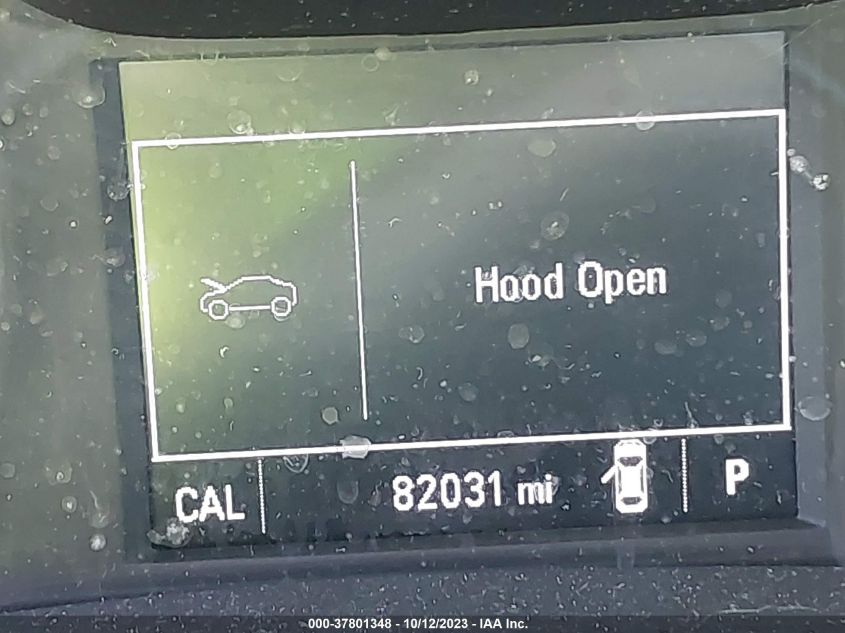 Hood Open
CAL 82031 mi P
000-37801348 - 10/12/2023 - IAA Inc.